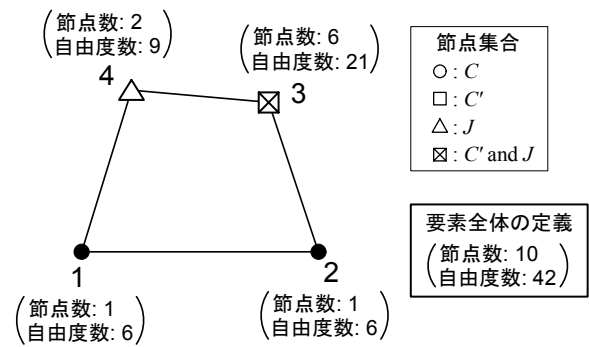 節点数: 2
自由度数: 9
4
節点数: 6
自由度数: 21
3
節点集合
: C
: C′
: J
: C′ and J
要素全体の定義
節点数: 10
自由度数: 42
1
節点数: 1
自由度数: 6
2
節点数: 1
自由度数: 6